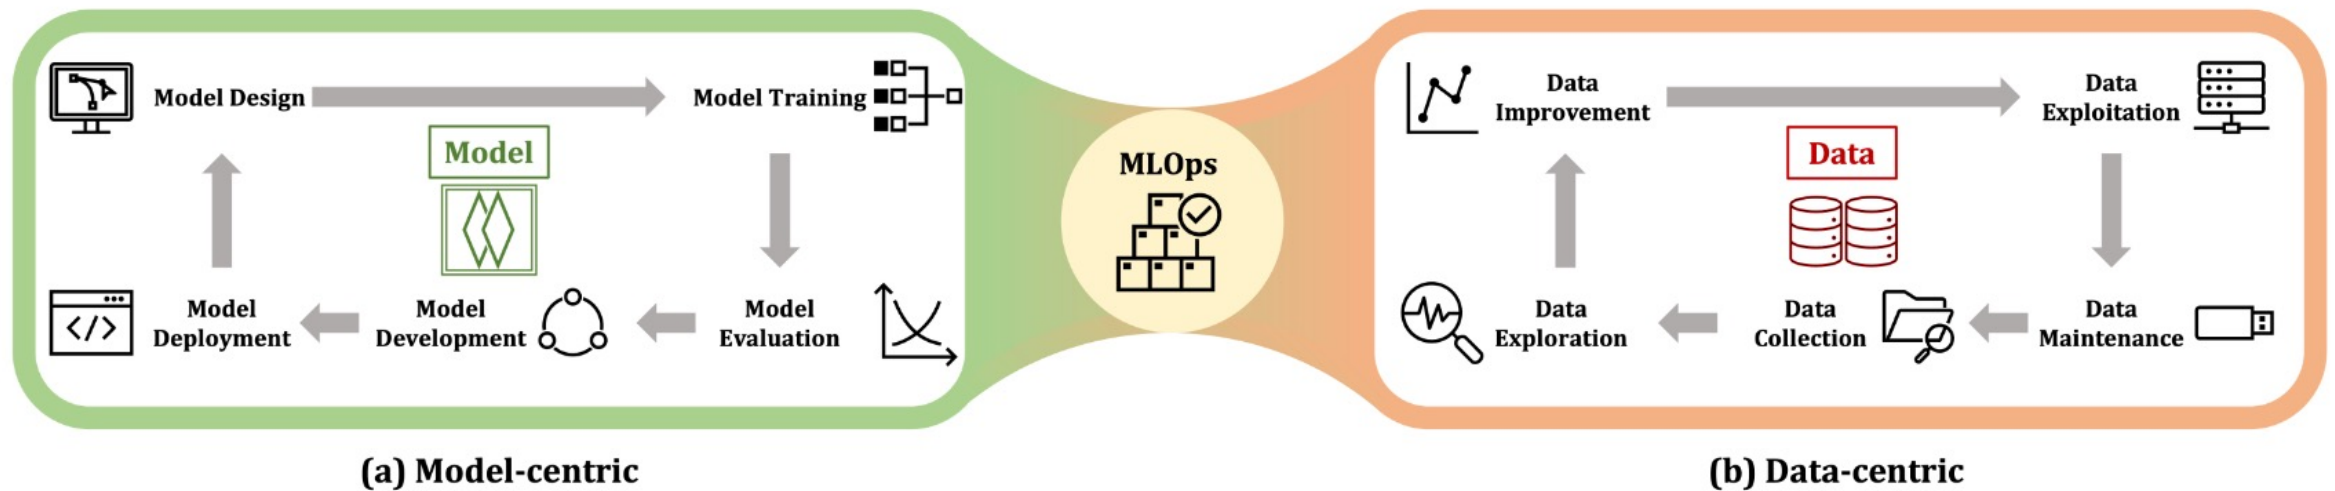 Model Design
Model Training
Model
Model
Deployment
Model
Development
Model
Evaluation
MLOps
Data
Improvement
Data
Exploitation
Data
Data
Exploration
Data
Collection
Data
Maintenance
(a) Model-centric
(b) Data-centric